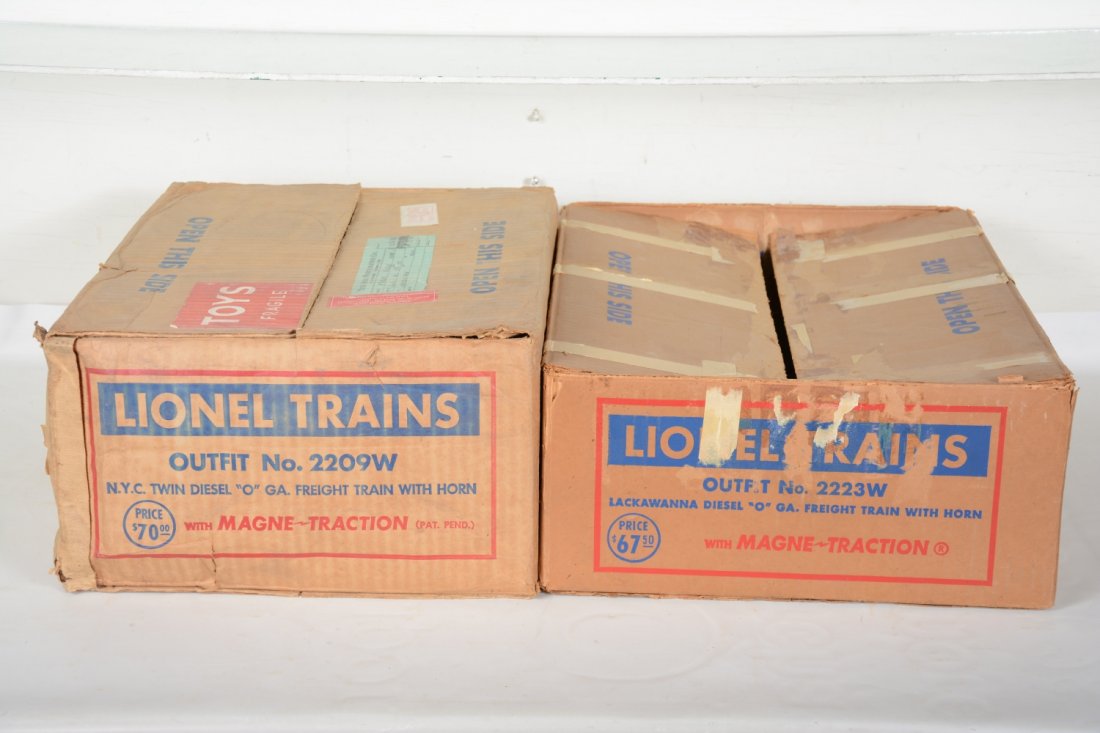 OPEN THIS SIDE
TOYS
FRAGILE
OPEN THIS SIDE
LIONEL TRAINS
OUTFIT No. 2209W
N.Y.C. TWIN DIESEL "O" GA. FREIGHT TRAIN WITH HORN
PRICE
$70.00
WITH MAGNE-TRACTION (PAT. PEND.)
OPEN THIS SIDE
OPEN TH IDE
LIONEL TRAINS
OUTFIT No. 2223W
LACKAWANNA DIESEL "O" GA. FREIGHT TRAIN WITH HORN
PRICE
$67.50
WITH MAGNE-TRACTION ®